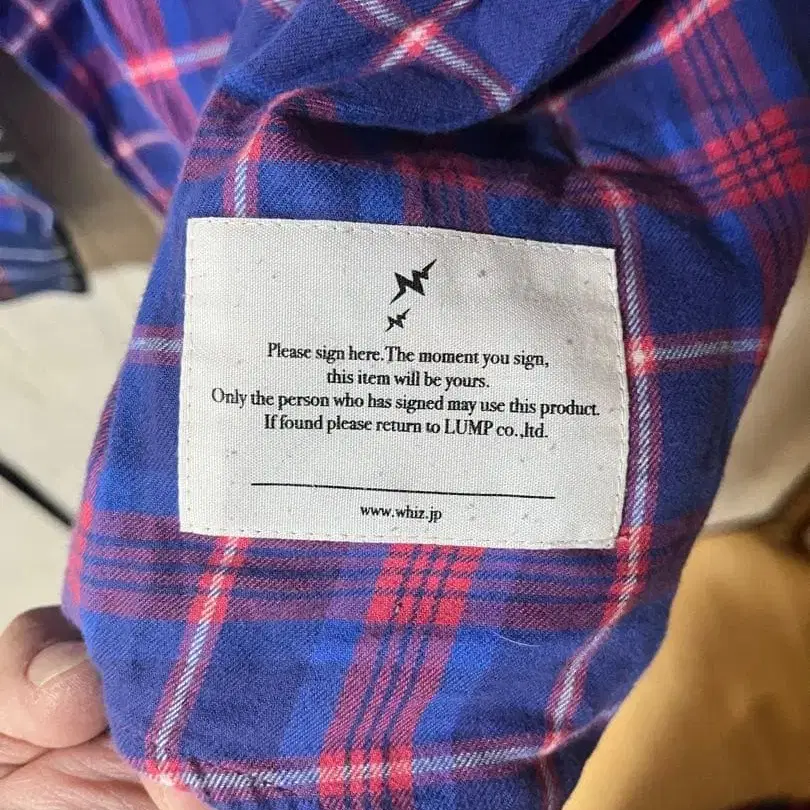 Please sign here. The moment you sign,
this item will be yours.
Only the person who has signed may use this product.
If found please return to LUMP co.,ltd.
www.whiz.jp